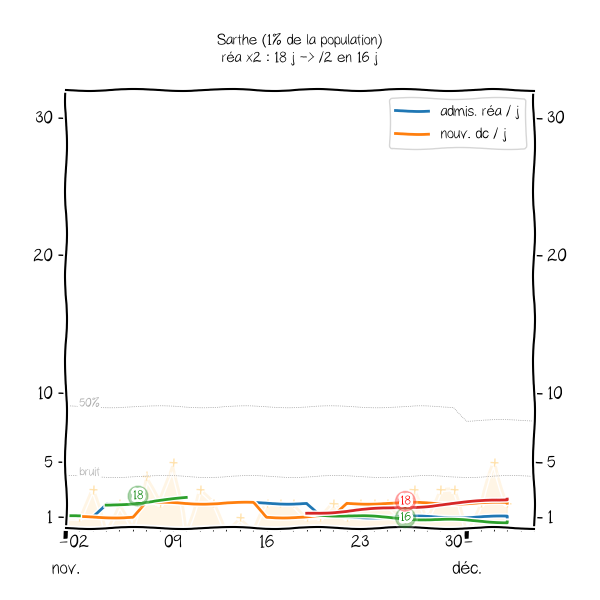 Sarthe (1% de la population)
réa x2 : 18 j -> /2 en 16 j
admis. réa / j
nouv. dc / j
30 30
20 20
10 10
50%
5 5
bruit
18 18
16
1 1
02 09 16 23 30
nov. déc.